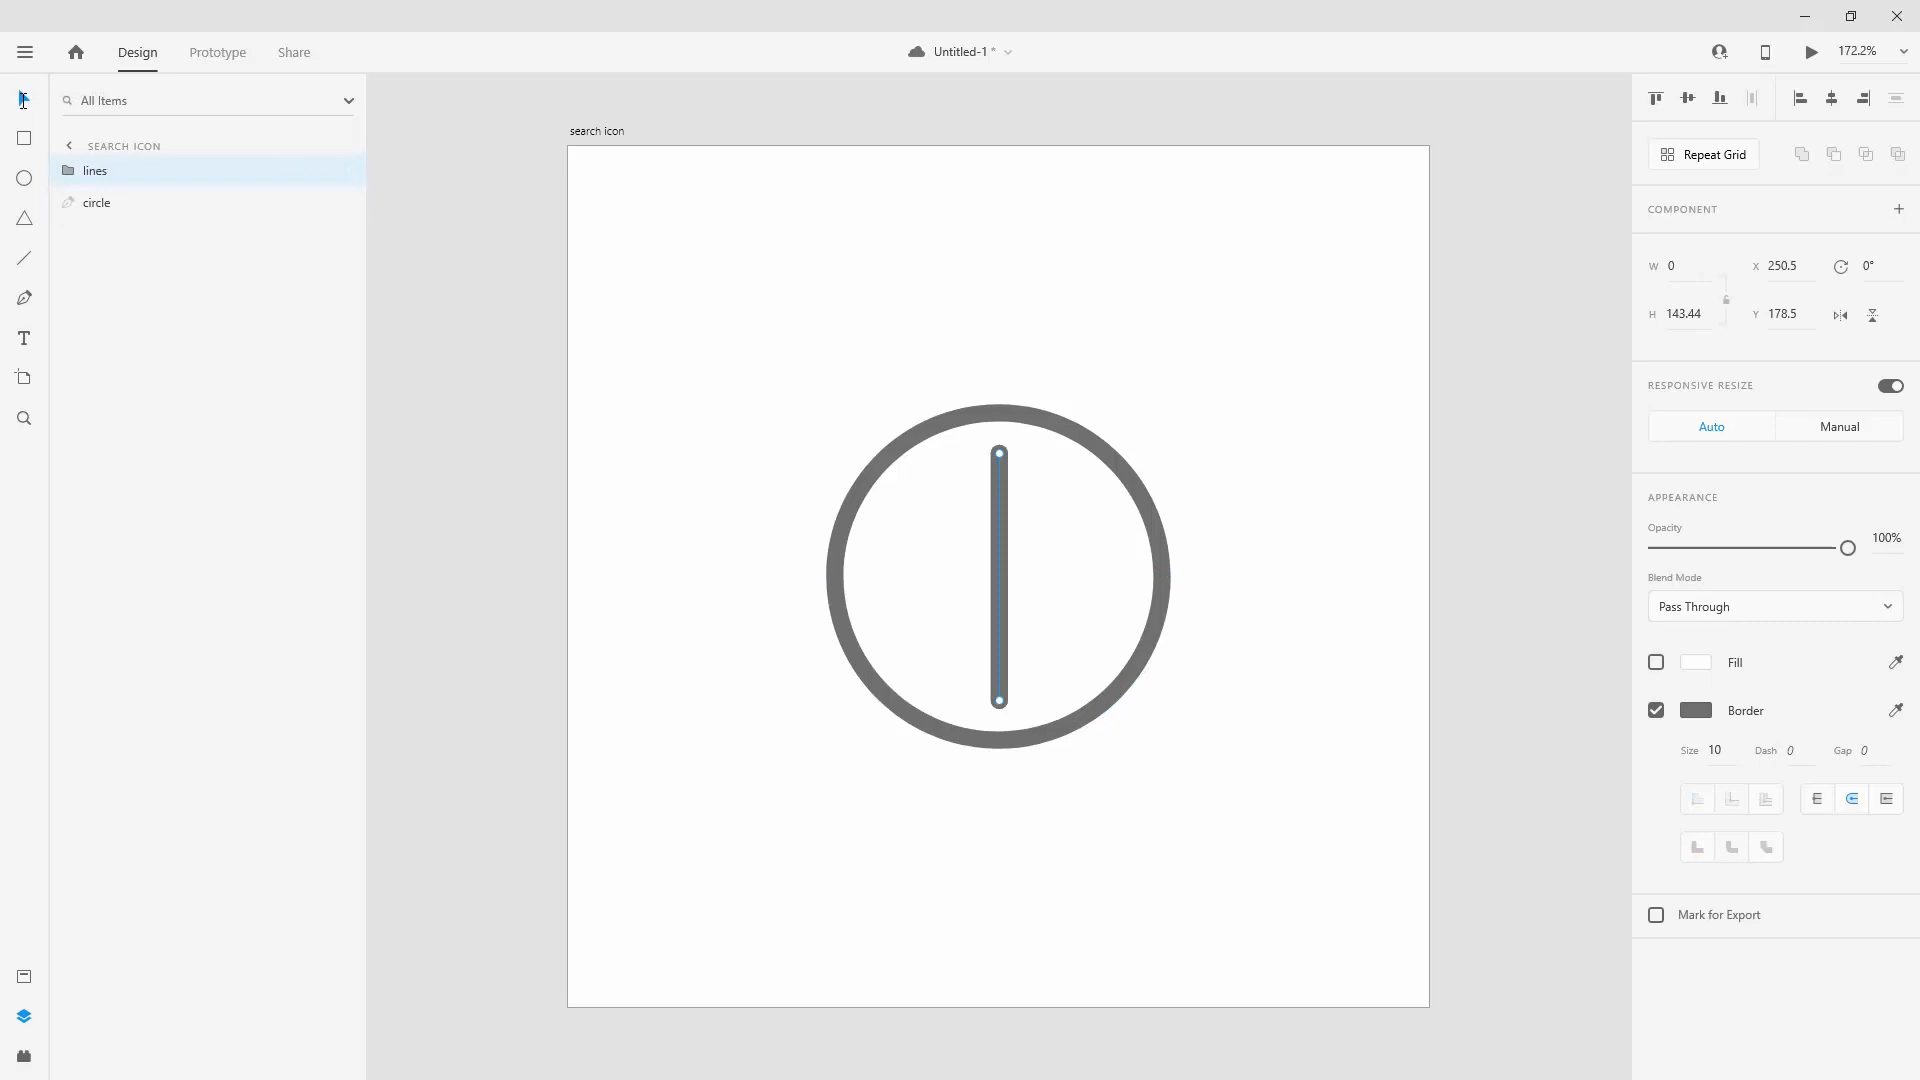 Design Prototype Share
Untitled-1 *
172.2%
All Items
SEARCH ICON
lines
circle
search icon
Repeat Grid
COMPONENT
W 0 X 250.5 0°
H 143.44 Y 178.5
RESPONSIVE RESIZE
Auto Manual
APPEARANCE
Opacity
100%
Blend Mode
Pass Through
Fill
Border
Size 10 Dash 0 Gap 0
Mark for Export